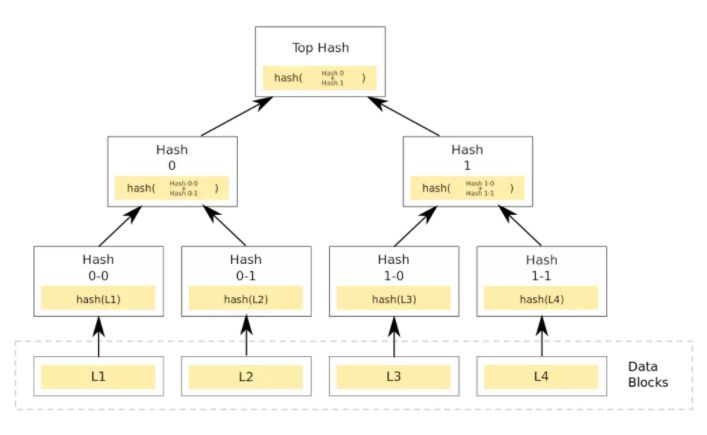 Top Hash
hash( Hash 0 + Hash 1 )
Hash
0
hash( Hash 0-0 + Hash 0-1 )
Hash
1
hash( Hash 1-0 + Hash 1-1 )
Hash
0-0
hash(L1)
Hash
0-1
hash(L2)
Hash
1-0
hash(L3)
Hash
1-1
hash(L4)
L1
L2
L3
L4
Data
Blocks